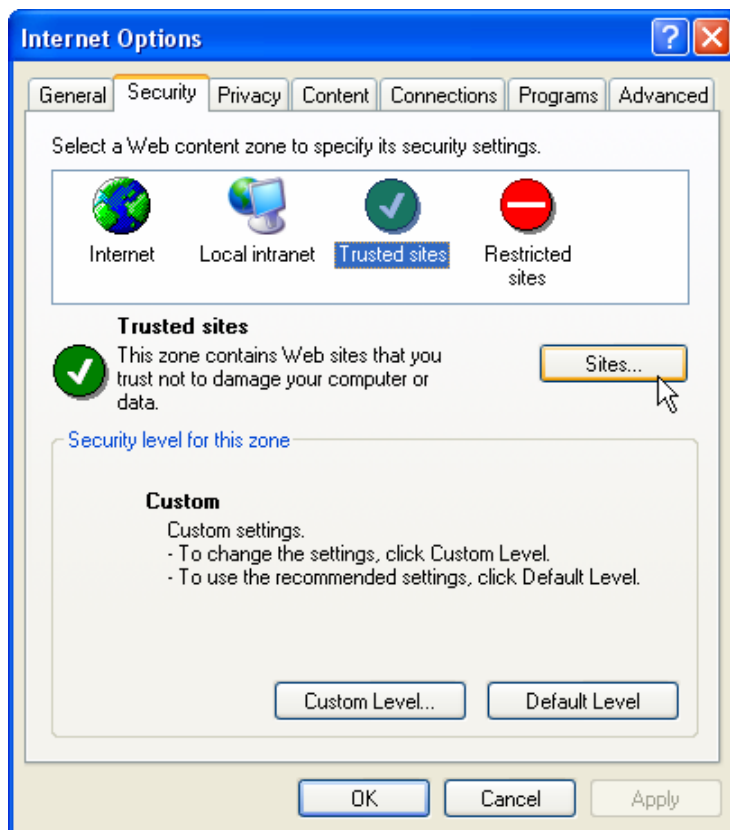 Internet Options
General Security Privacy Content Connections Programs Advanced
Select a Web content zone to specify its security settings.
Internet Local intranet Trusted sites Restricted sites
Trusted sites
This zone contains Web sites that you
trust not to damage your computer or
data.
Sites...
Security level for this zone
Custom
Custom settings.
- To change the settings, click Custom Level.
- To use the recommended settings, click Default Level.
Custom Level... Default Level
OK Cancel Apply